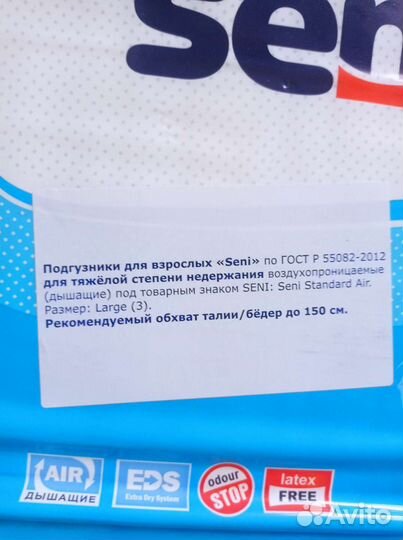 Seni
Подгузники для взрослых «Seni» по ГОСТ Р 55082-2012
для тяжёлой степени недержания воздухопроницаемые
(дышащие) под товарным знаком SENI: Seni Standard Air.
Размер: Large (3).
Рекомендуемый обхват талии/бёдер до 150 см.
AIR
ДЫШАЩИЕ
EDS
Extra Dry System
odour
STOP
latex
FREE
Avito